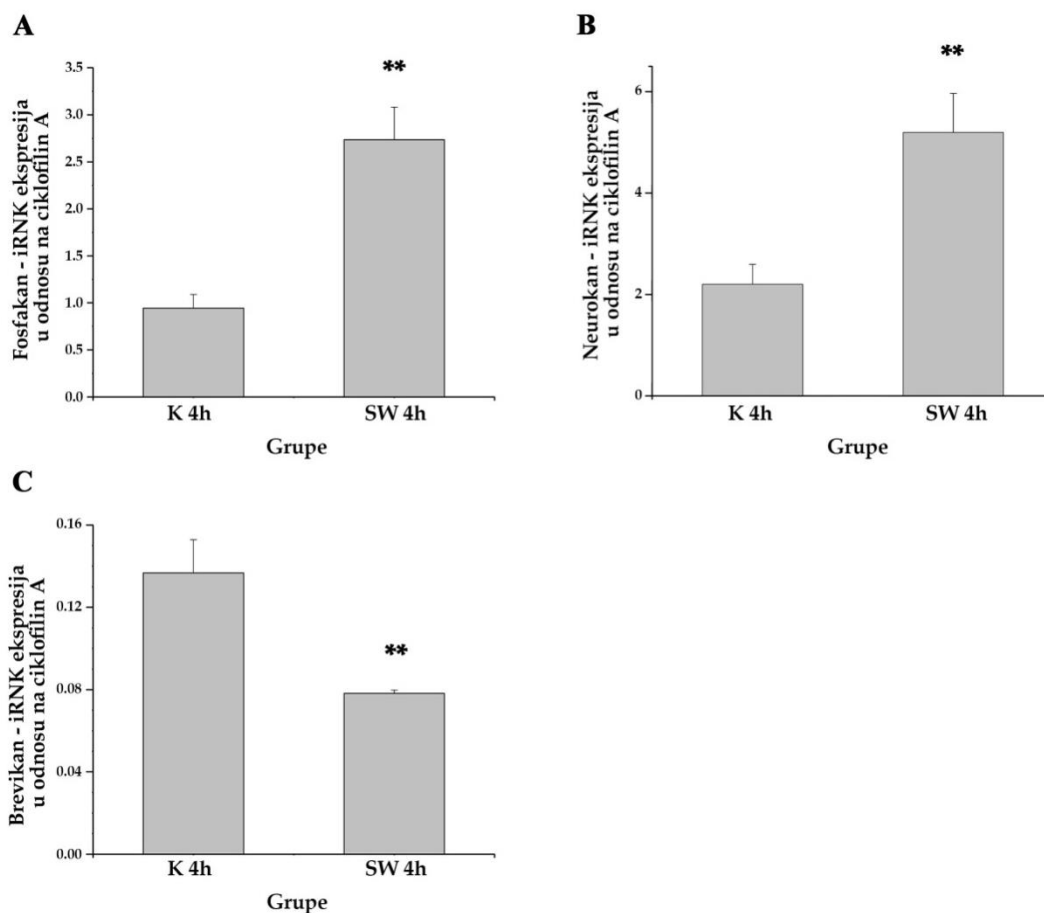 A
Fosfakan - iRNK ekspresija
u odnosu na ciklofilin A
3.5
3.0
2.5
2.0
1.5
1.0
0.5
0.0
**
K 4h SW 4h
Grupe
B
Neurokan - iRNK ekspresija
u odnosu na ciklofilin A
6
4
2
0
**
K 4h SW 4h
Grupe
C
Brevikan - iRNK ekspresija
u odnosu na ciklofilin A
0.16
0.12
0.08
0.04
0.00
**
K 4h SW 4h
Grupe